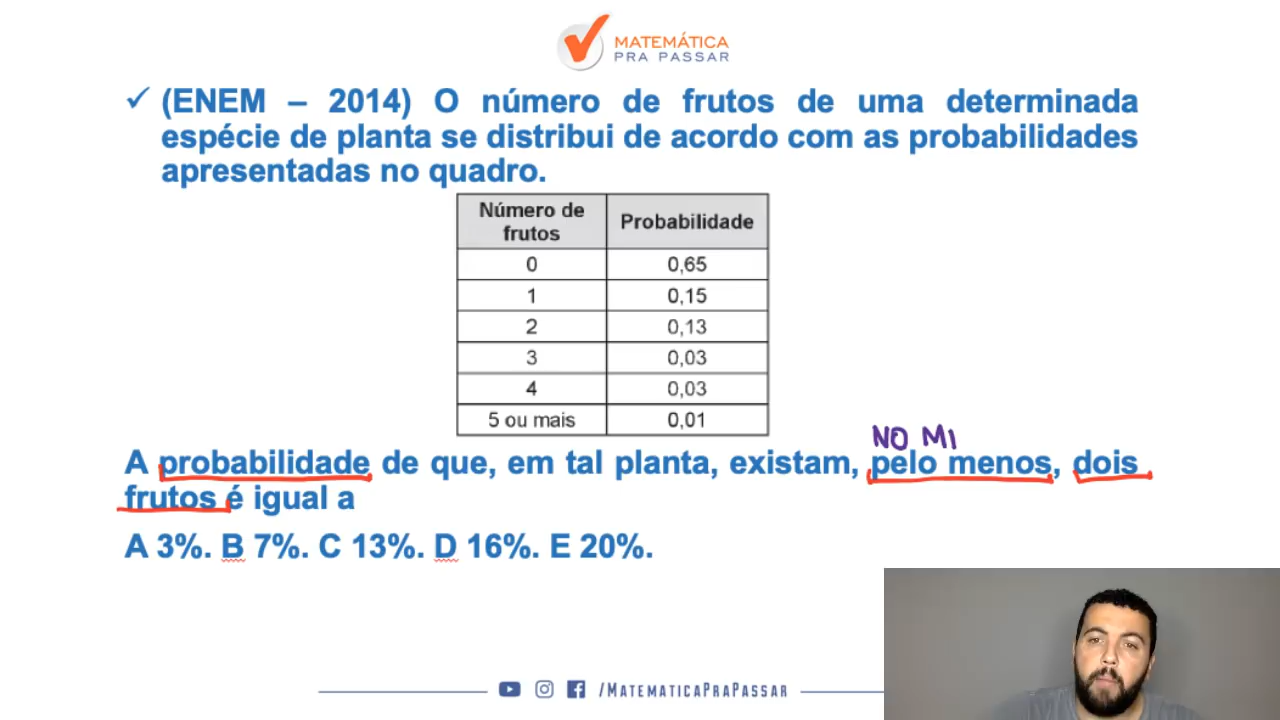 MATEMÁTICA
PRA PASSAR
✓ (ENEM – 2014) O número de frutos de uma determinada
espécie de planta se distribui de acordo com as probabilidades
apresentadas no quadro.
Número de frutos Probabilidade
0 0,65
1 0,15
2 0,13
3 0,03
4 0,03
5 ou mais 0,01
NO MI
A probabilidade de que, em tal planta, existam, pelo menos, dois
frutos é igual a
A 3%. B 7%. C 13%. D 16%. E 20%.
/MATEMATICAPRAPASSAR